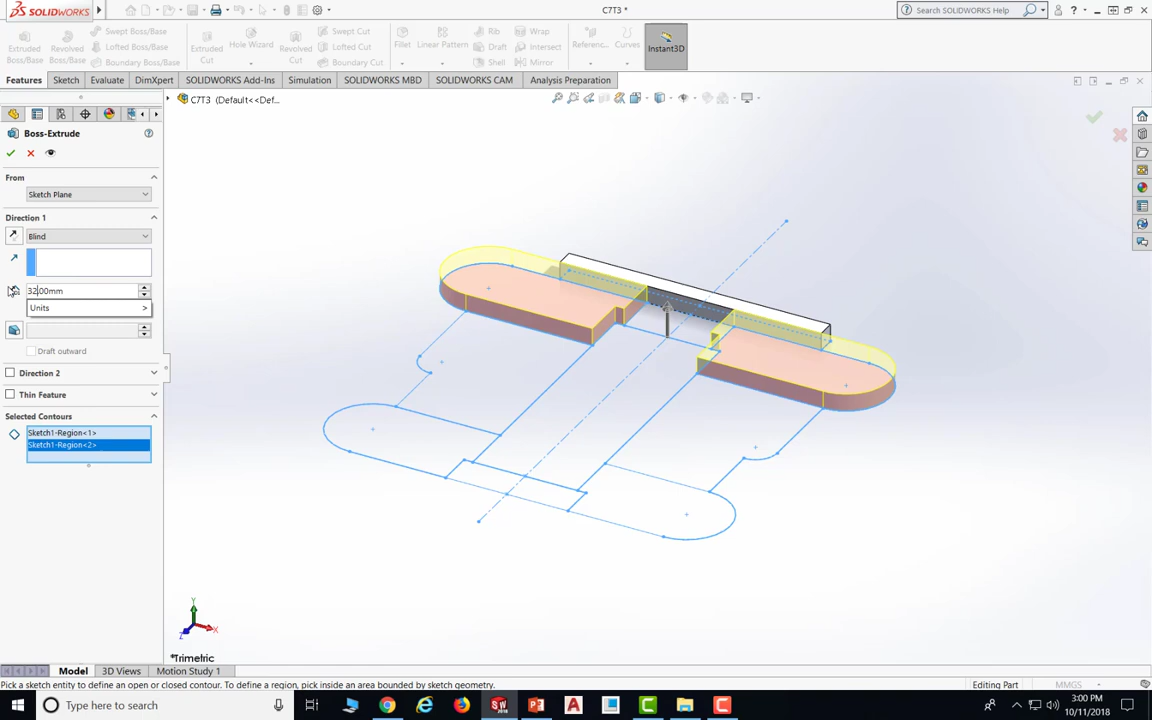 SOLIDWORKS
C7T3 *
Search SOLIDWORKS Help
Extruded Boss/Base
Revolved Boss/Base
Swept Boss/Base
Lofted Boss/Base
Boundary Boss/Base
Extruded Cut
Hole Wizard
Revolved Cut
Swept Cut
Lofted Cut
Boundary Cut
Fillet
Linear Pattern
Rib
Draft
Shell
Wrap
Intersect
Mirror
Referenc...
Curves
Instant3D
Features
Sketch
Evaluate
DimXpert
SOLIDWORKS Add-Ins
Simulation
SOLIDWORKS MBD
SOLIDWORKS CAM
Analysis Preparation
C7T3 (Default<<Def...
Boss-Extrude
From
Sketch Plane
Direction 1
Blind
32.00mm
Units >
Draft outward
Direction 2
Thin Feature
Selected Contours
Sketch1-Region<1>
Sketch1-Region<2>
Y
X
Z
*Trimetric
Model
3D Views
Motion Study 1
Pick a sketch entity to define an open or closed contour. To define a region, pick inside an area bounded by sketch geometry.
Editing Part
MMGS
Type here to search
3:00 PM
10/11/2018